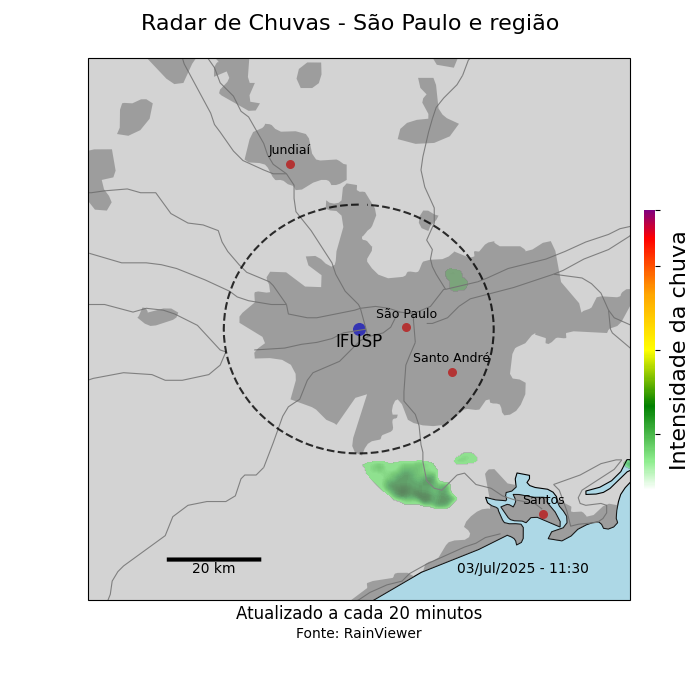 Radar de Chuvas - São Paulo e região
Jundiaí
São Paulo
IFUSP
Santo André
Santos
20 km
03/Jul/2025 - 11:30
Intensidade da chuva
Atualizado a cada 20 minutos
Fonte: RainViewer